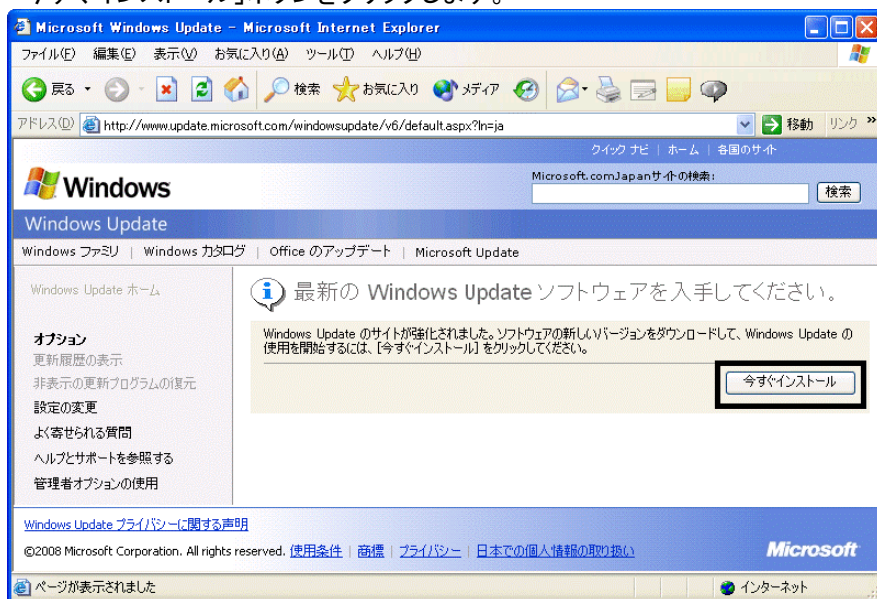 Microsoft Windows Update - Microsoft Internet Explorer
ファイル(F) 編集(E) 表示(V) お気に入り(A) ツール(T) ヘルプ(H)
戻る 検索 お気に入り メディア
アドレス(D) http://www.update.microsoft.com/windowsupdate/v6/default.aspx?ln=ja 移動 リンク »
クイック ナビ | ホーム | 各国のサイト
Windows
Microsoft.comJapanサイトの検索:
検索
Windows Update
Windows ファミリ | Windows カタログ | Office のアップデート | Microsoft Update
Windows Update ホーム
オプション
更新履歴の表示
非表示の更新プログラムの復元
設定の変更
よく寄せられる質問
ヘルプとサポートを参照する
管理者オプションの使用
最新の Windows Update ソフトウェアを入手してください。
Windows Update のサイトが強化されました。ソフトウェアの新しいバージョンをダウンロードして、Windows Update の
使用を開始するには、[今すぐインストール] をクリックしてください。
今すぐインストール
Windows Update プライバシーに関する声明
©2008 Microsoft Corporation. All rights reserved. 使用条件 | 商標 | プライバシー | 日本での個人情報の取り扱い
Microsoft
ページが表示されました インターネット